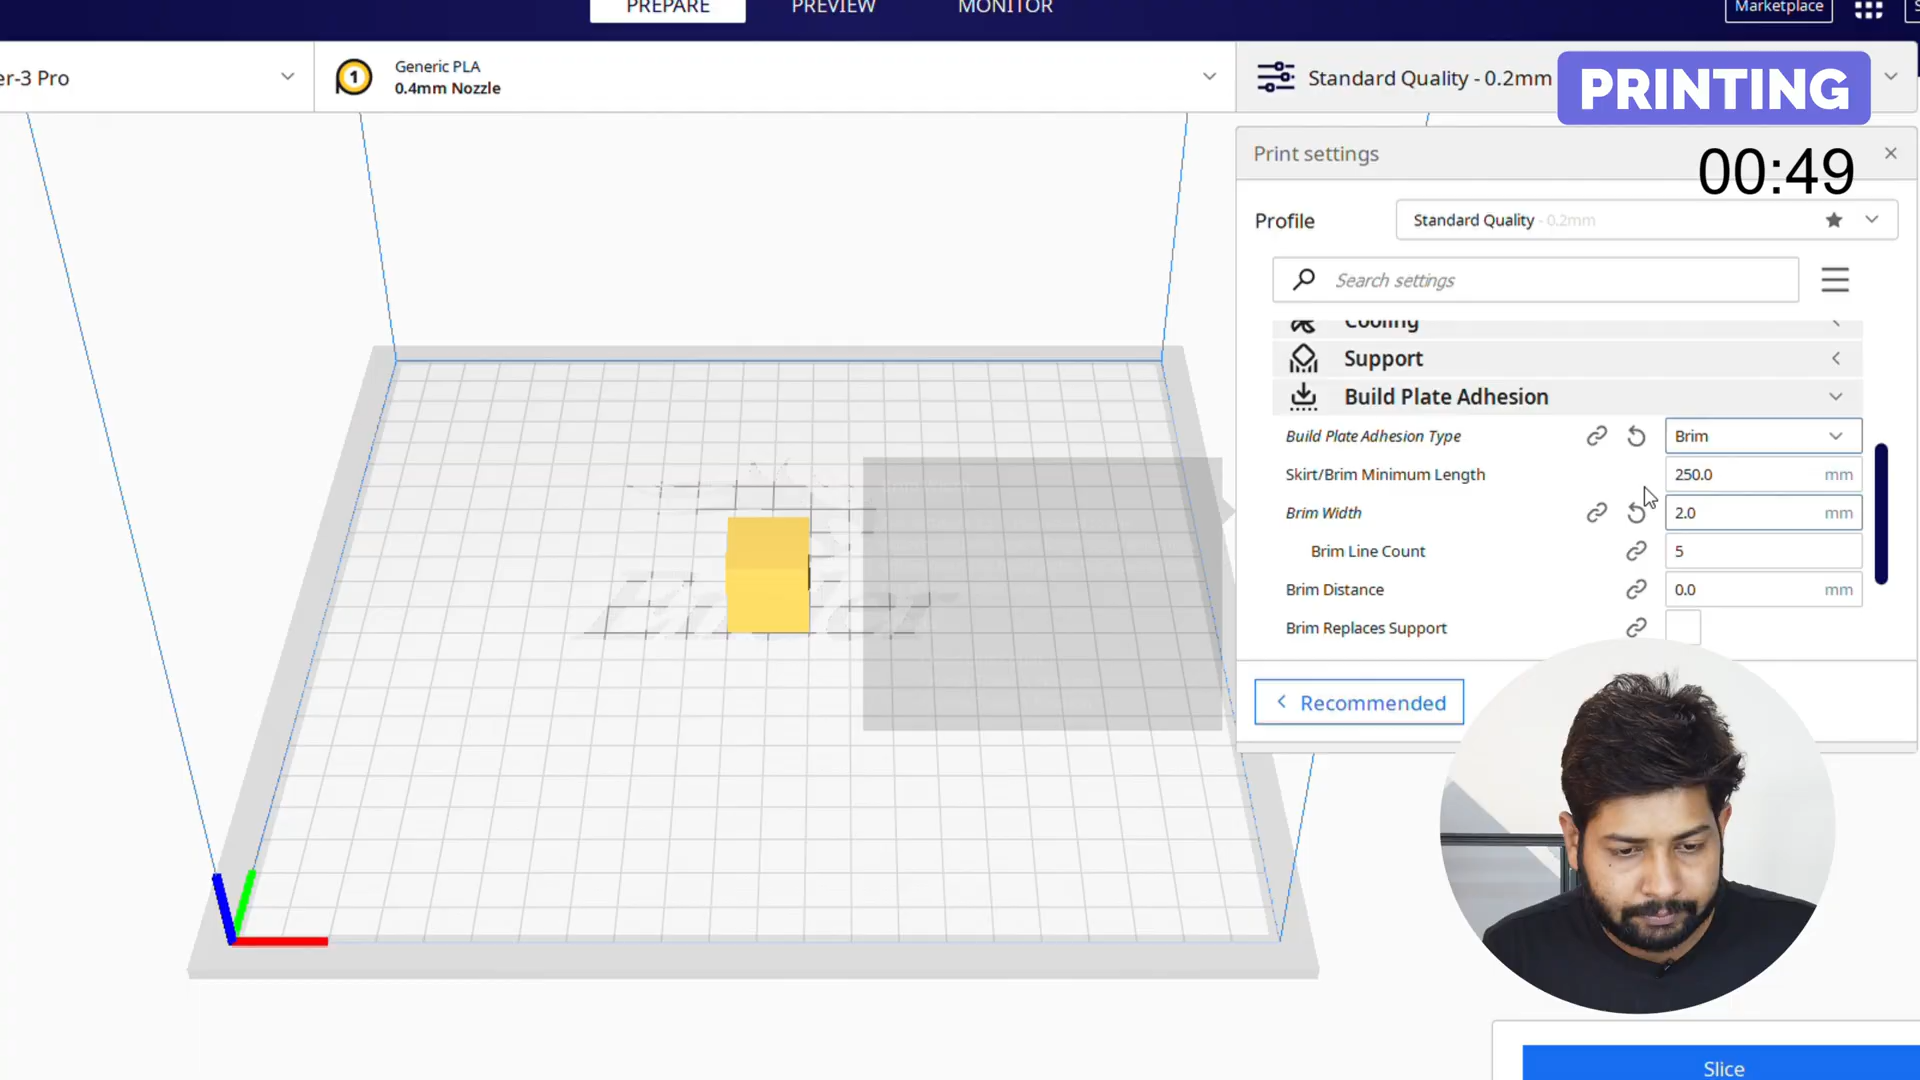 PREPARE
PREVIEW
MONITOR
Marketplace
er-3 Pro
1
Generic PLA
0.4mm Nozzle
Standard Quality - 0.2mm
PRINTING
Print settings
00:49
Profile
Standard Quality - 0.2mm
Search settings
Cooling
Support
Build Plate Adhesion
Build Plate Adhesion Type
Brim
Skirt/Brim Minimum Length
250.0 mm
Brim Width
2.0 mm
Brim Line Count
5
Brim Distance
0.0 mm
Brim Replaces Support
Recommended
Ender
Slice